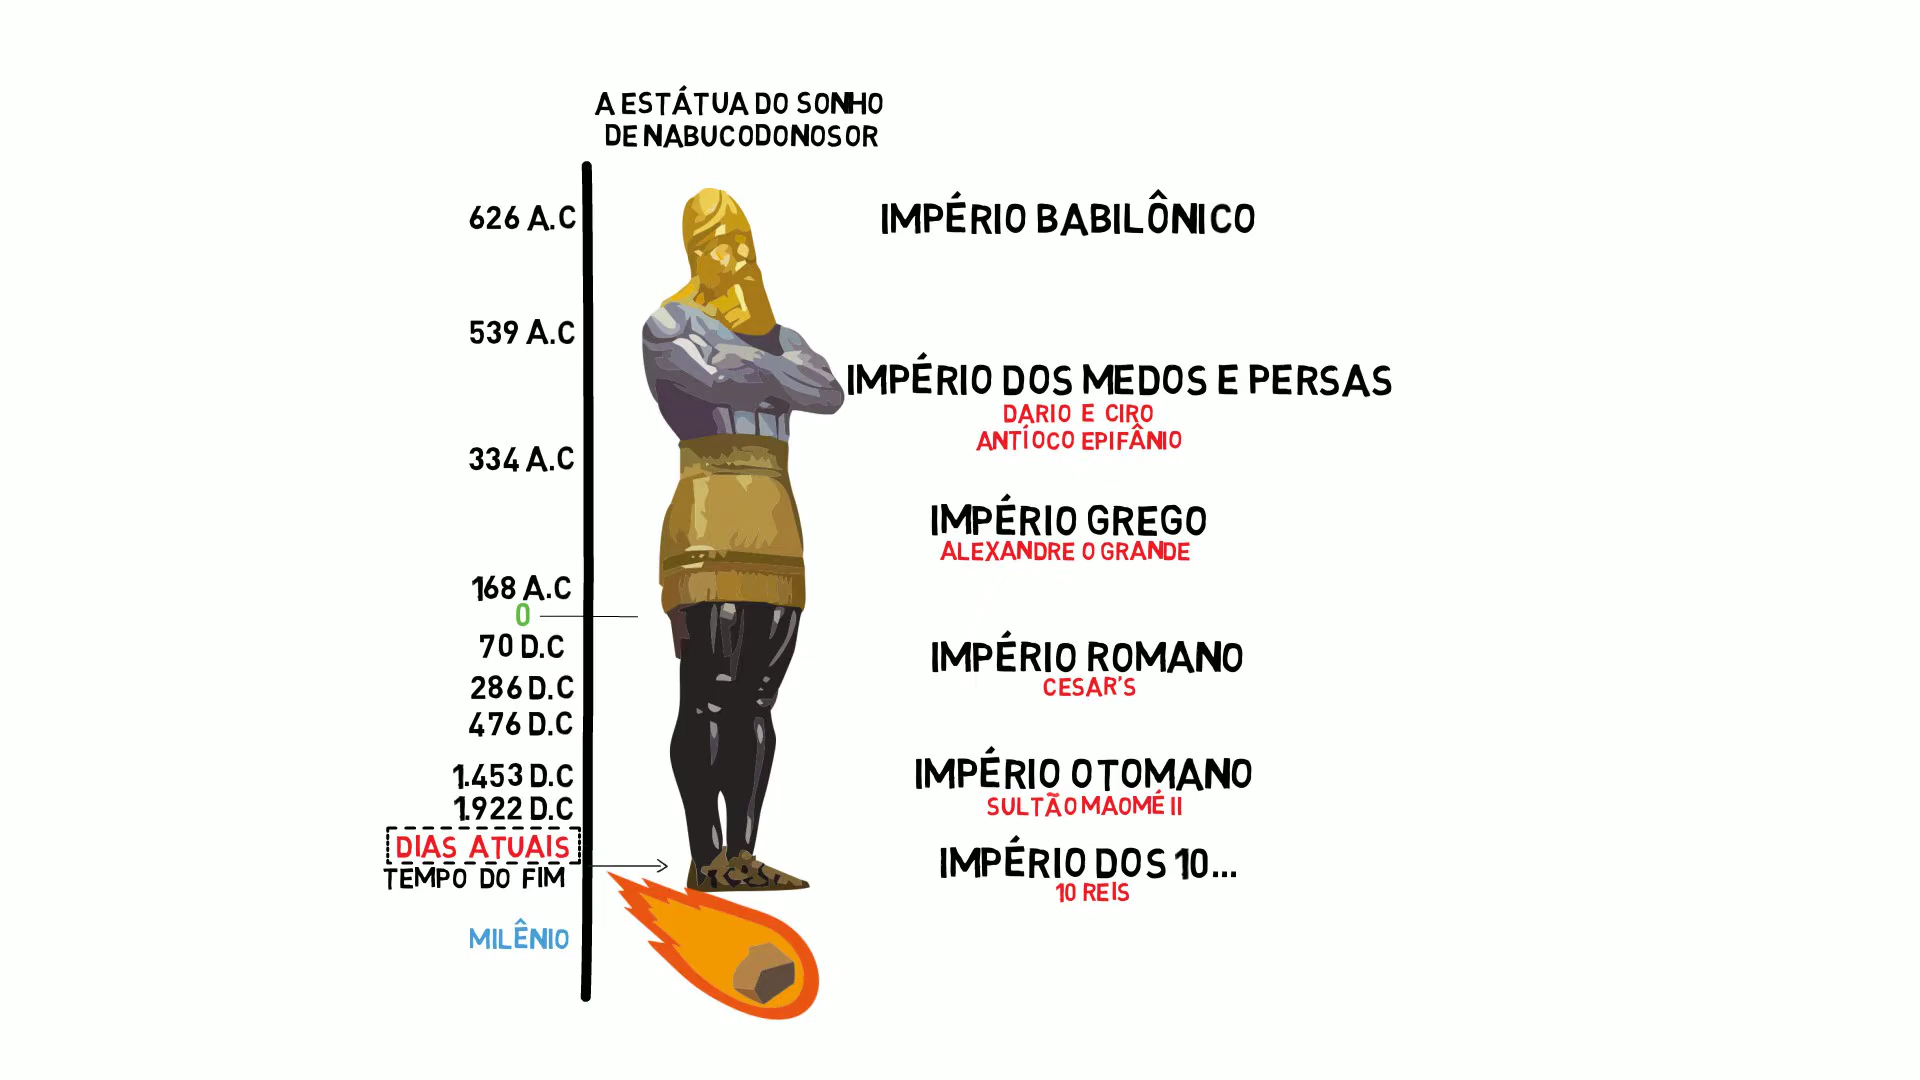 A ESTÁTUA DO SONHO
DE NABUCODONOSOR
626 A.C
IMPÉRIO BABILÔNICO
539 A.C
IMPÉRIO DOS MEDOS E PERSAS
DARIO E CIRO
ANTÍOCO EPIFÂNIO
334 A.C
IMPÉRIO GREGO
ALEXANDRE O GRANDE
168 A.C
0
70 D.C
IMPÉRIO ROMANO
CESAR'S
286 D.C
476 D.C
1.453 D.C
IMPÉRIO OTOMANO
SULTÃO MAOMÉ II
1.922 D.C
DIAS ATUAIS
IMPÉRIO DOS 10...
10 REIS
TEMPO DO FIM
MILÊNIO